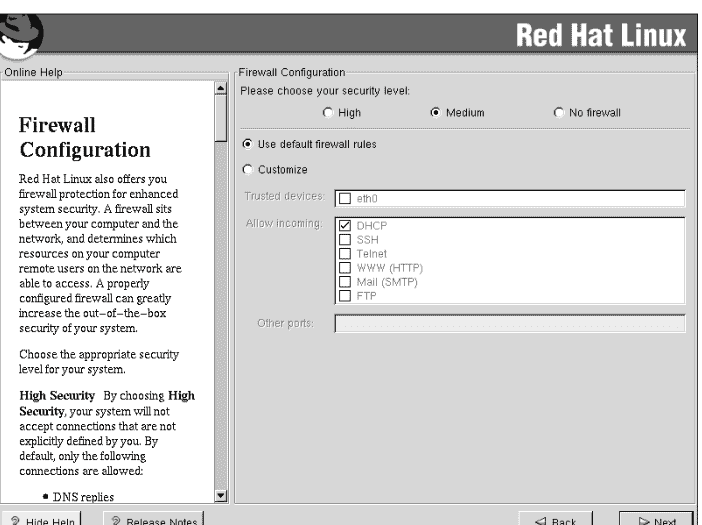 Red Hat Linux
Online Help
Firewall
Configuration
Red Hat Linux also offers you
firewall protection for enhanced
system security. A firewall sits
between your computer and the
network, and determines which
resources on your computer
remote users on the network are
able to access. A properly
configured firewall can greatly
increase the out-of-the-box
security of your system.
Choose the appropriate security
level for your system.
High Security By choosing High
Security, your system will not
accept connections that are not
explicitly defined by you. By
default, only the following
connections are allowed:
• DNS replies
Firewall Configuration
Please choose your security level:
High Medium No firewall
Use default firewall rules
Customize
Trusted devices: eth0
Allow incoming: DHCP
SSH
Telnet
WWW (HTTP)
Mail (SMTP)
FTP
Other ports:
Hide Help Release Notes Back Next